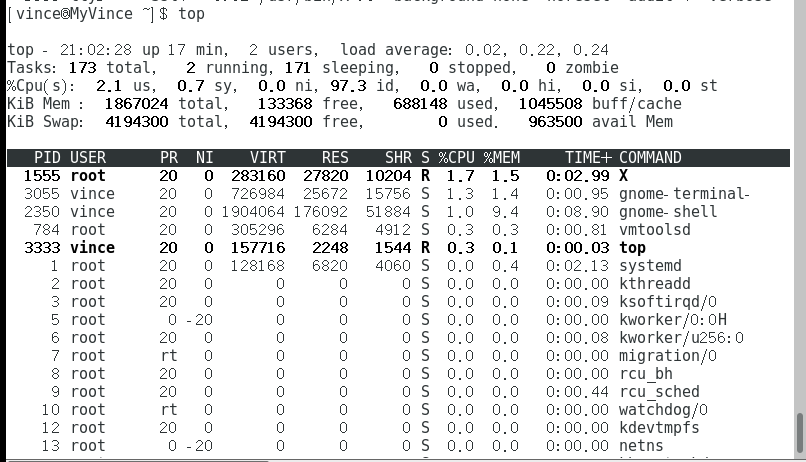 [vince@MyVince ~]$ top
top - 21:02:28 up 17 min,  2 users,  load average: 0.02, 0.22, 0.24
Tasks: 173 total,   2 running, 171 sleeping,   0 stopped,   0 zombie
%Cpu(s):  2.1 us,  0.7 sy,  0.0 ni, 97.3 id,  0.0 wa,  0.0 hi,  0.0 si,  0.0 st
KiB Mem :  1867024 total,   133368 free,   688148 used,  1045508 buff/cache
KiB Swap:  4194300 total,  4194300 free,        0 used.   963500 avail Mem
PID USER      PR  NI    VIRT    RES    SHR S %CPU %MEM     TIME+ COMMAND
1555 root      20   0  283160  27820  10204 R  1.7  1.5   0:02.99 X
3055 vince     20   0  726984  25672  15756 S  1.3  1.4   0:00.95 gnome-terminal-
2350 vince     20   0 1904064 176092  51884 S  1.0  9.4   0:08.90 gnome-shell
784 root      20   0  305296   6284   4912 S  0.3  0.3   0:00.81 vmtoolsd
3333 vince     20   0  157716   2248   1544 R  0.3  0.1   0:00.03 top
1 root      20   0  128168   6820   4060 S  0.0  0.4   0:02.13 systemd
2 root      20   0       0      0      0 S  0.0  0.0   0:00.00 kthreadd
3 root      20   0       0      0      0 S  0.0  0.0   0:00.09 ksoftirqd/0
5 root       0 -20       0      0      0 S  0.0  0.0   0:00.00 kworker/0:0H
6 root      20   0       0      0      0 S  0.0  0.0   0:00.08 kworker/u256:0
7 root      rt   0       0      0      0 S  0.0  0.0   0:00.00 migration/0
8 root      20   0       0      0      0 S  0.0  0.0   0:00.00 rcu_bh
9 root      20   0       0      0      0 S  0.0  0.0   0:00.44 rcu_sched
10 root      rt   0       0      0      0 S  0.0  0.0   0:00.00 watchdog/0
12 root      20   0       0      0      0 S  0.0  0.0   0:00.00 kdevtmpfs
13 root       0 -20       0      0      0 S  0.0  0.0   0:00.00 netns